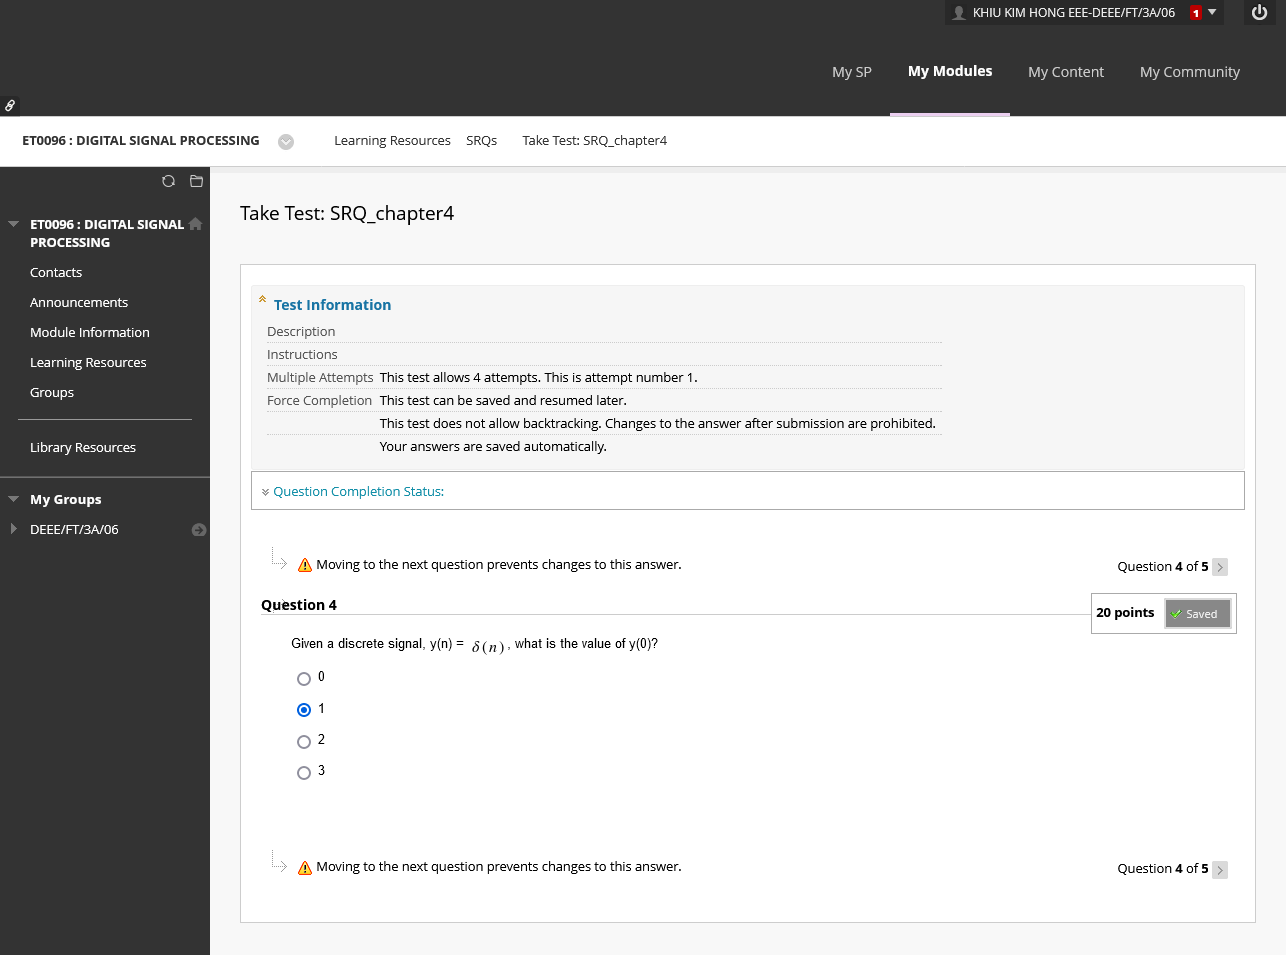 KHIU KIM HONG EEE-DEEE/FT/3A/06 1
My SP My Modules My Content My Community
ET0096 : DIGITAL SIGNAL PROCESSING Learning Resources SRQs Take Test: SRQ_chapter4
ET0096 : DIGITAL SIGNAL
PROCESSING
Contacts
Announcements
Module Information
Learning Resources
Groups
Library Resources
My Groups
DEEE/FT/3A/06
Take Test: SRQ_chapter4
Test Information
Description
Instructions
Multiple Attempts This test allows 4 attempts. This is attempt number 1.
Force Completion This test can be saved and resumed later.
This test does not allow backtracking. Changes to the answer after submission are prohibited.
Your answers are saved automatically.
Question Completion Status:
Moving to the next question prevents changes to this answer. Question 4 of 5 >
Question 4
20 points Saved
Given a discrete signal, y(n) = δ(n), what is the value of y(0)?
0
1
2
3
Moving to the next question prevents changes to this answer. Question 4 of 5 >